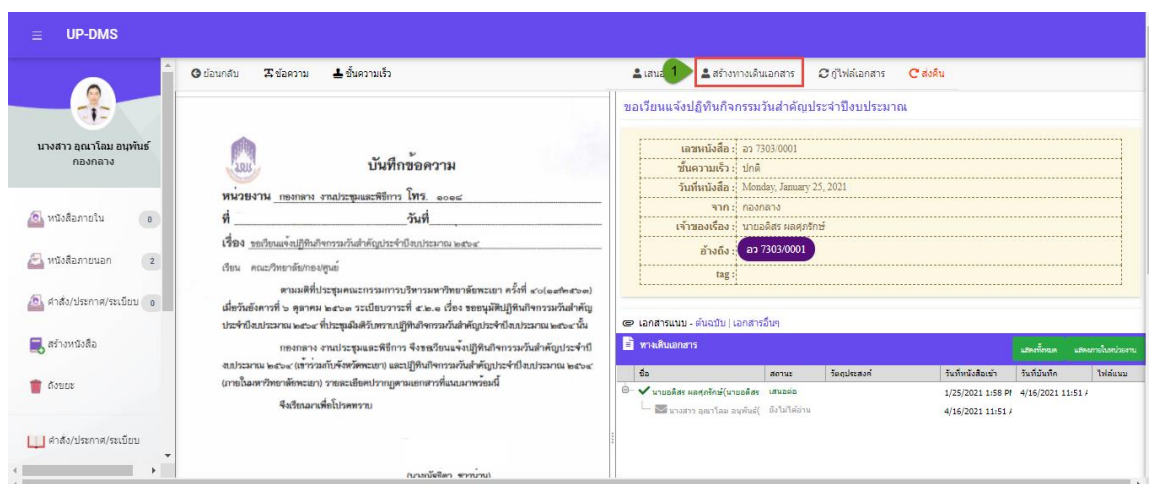 UP-DMS
ย้อนกลับ ข้อความ ชั้นความเร็ว
1 สร้างทางเดินเอกสาร กู้ไฟล์เอกสาร ส่งคืน
นางสาว อุณาโลม อนุพันธ์
กองกลาง
หนังสือภายใน 0
หนังสือภายนอก 2
คำสั่ง/ประกาศ/ระเบียบ 0
สร้างหนังสือ
ถังขยะ
คำสั่ง/ประกาศ/ระเบียบ
บันทึกข้อความ
หน่วยงาน กองกลาง งานประชุมและพิธีการ โทร. ๑๐๑๘
ที่ วันที่
เรื่อง ขอเวียนแจ้งปฏิทินกิจกรรมวันสำคัญประจำปีงบประมาณ ๒๕๖๔
เรียน คณะ/วิทยาลัย/กอง/ศูนย์
ตามมติที่ประชุมคณะกรรมการบริหารมหาวิทยาลัยพะเยา ครั้งที่
เมื่อวันอังคารที่ ๖ ตุลาคม ๒๕๖๓ ระเบียบวาระที่ ๕.๒.๑ เรื่อง ขออนุมัติปฏิทินกิจกรรมวันสำคัญ
ประจำปีงบประมาณ ๒๕๖๔ ที่ประชุมมีมติรับทราบปฏิทินกิจกรรมวันสำคัญประจำปีงบประมาณ ๒๕๖๔ นั้น
กองกลาง งานประชุมและพิธีการ จึงขอเวียนแจ้งปฏิทินกิจกรรมวันสำคัญประจำปี
งบประมาณ ๒๕๖๔ (เข้าร่วมกับจังหวัดพะเยา) และปฏิทินกิจกรรมวันสำคัญประจำปีงบประมาณ ๒๕๖๔
(ภายในมหาวิทยาลัยพะเยา) รายละเอียดปรากฏตามเอกสารที่แนบมาพร้อมนี้
จึงเรียนมาเพื่อโปรดทราบ
ขอเวียนแจ้งปฏิทินกิจกรรมวันสำคัญประจำปีงบประมาณ
เลขหนังสือ : อว 7303/0001
ชั้นความเร็ว : ปกติ
วันที่หนังสือ : Monday, January 25, 2021
จาก : กองกลาง
เจ้าของเรื่อง : นายอดิสร ผลศุภรักษ์
อ้างถึง : อว 7303/0001
tag :
เอกสารแนบ - ต้นฉบับ | เอกสารอื่นๆ
ทางเดินเอกสาร แสดงทั้งหมด แสดงภายในหน่วยงาน
ชื่อ สถานะ วัตถุประสงค์ วันที่หนังสือเข้า วันที่บันทึก ไฟล์แนบ
นายอดิสร ผลศุภรักษ์(นายอดิสร เสนอต่อ 1/25/2021 1:58 PM 4/16/2021 11:51
นางสาว อุณาโลม อนุพันธ์( ยังไม่ได้อ่าน 4/16/2021 11:51